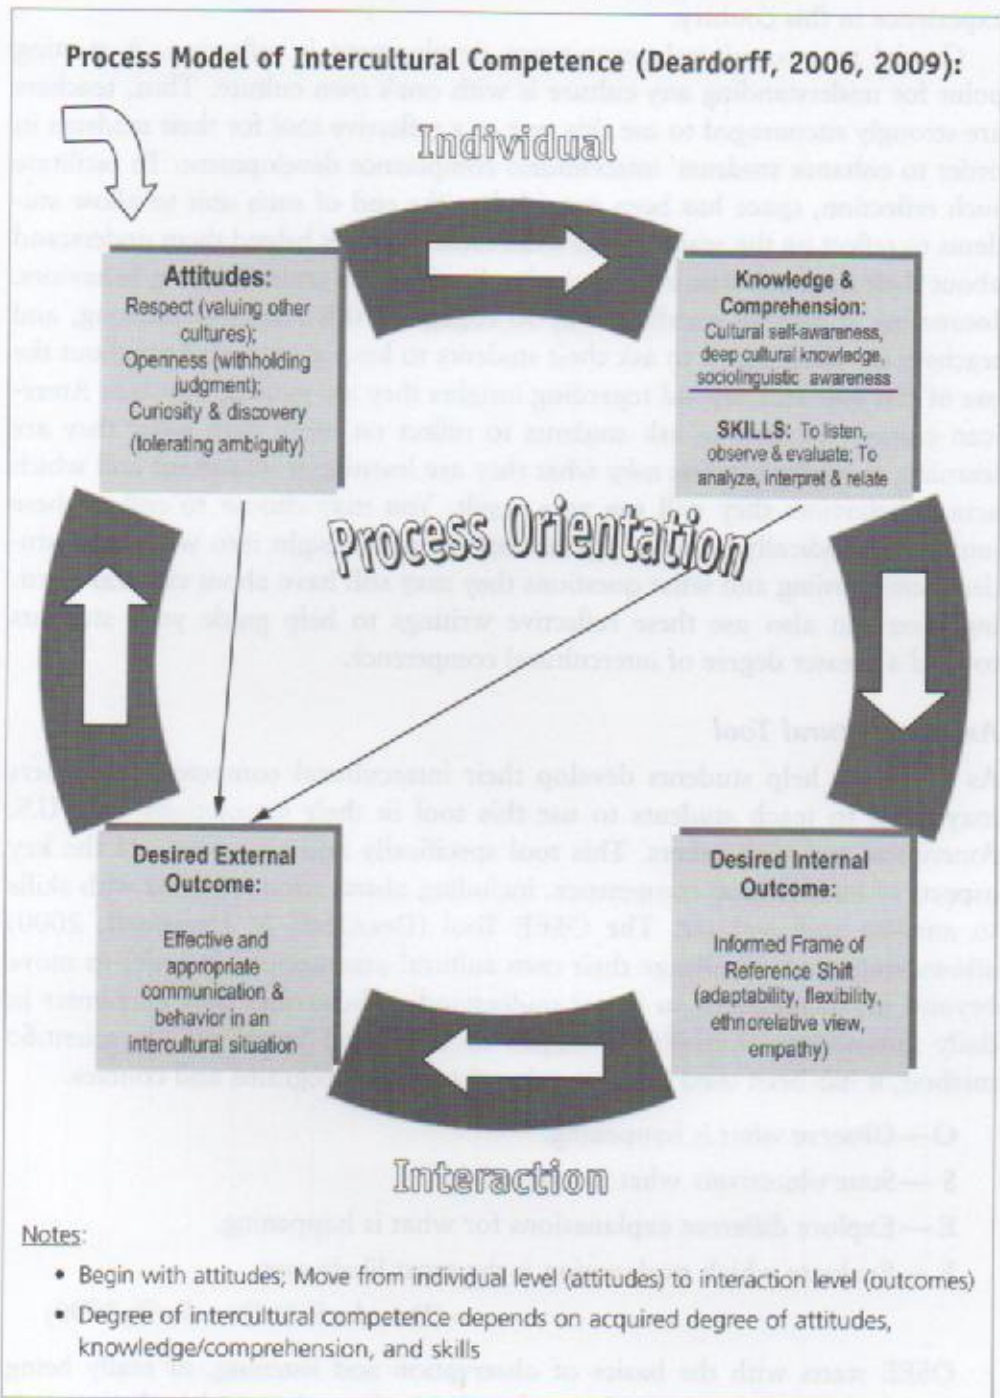 Process Model of Intercultural Competence (Deardorff, 2006, 2009):
Individual
Attitudes:
Respect (valuing other
cultures);
Openness (withholding
judgment);
Curiosity & discovery
(tolerating ambiguity)
Knowledge &
Comprehension:
Cultural self-awareness,
deep cultural knowledge,
sociolinguistic awareness
SKILLS: To listen,
observe & evaluate; To
analyze, interpret & relate
Process Orientation
Desired External
Outcome:
Effective and
appropriate
communication &
behavior in an
intercultural situation
Desired Internal
Outcome:
Informed Frame of
Reference Shift
(adaptability, flexibility,
ethnorelative view,
empathy)
Interaction
Notes:
• Begin with attitudes; Move from individual level (attitudes) to interaction level (outcomes)
• Degree of intercultural competence depends on acquired degree of attitudes,
knowledge/comprehension, and skills